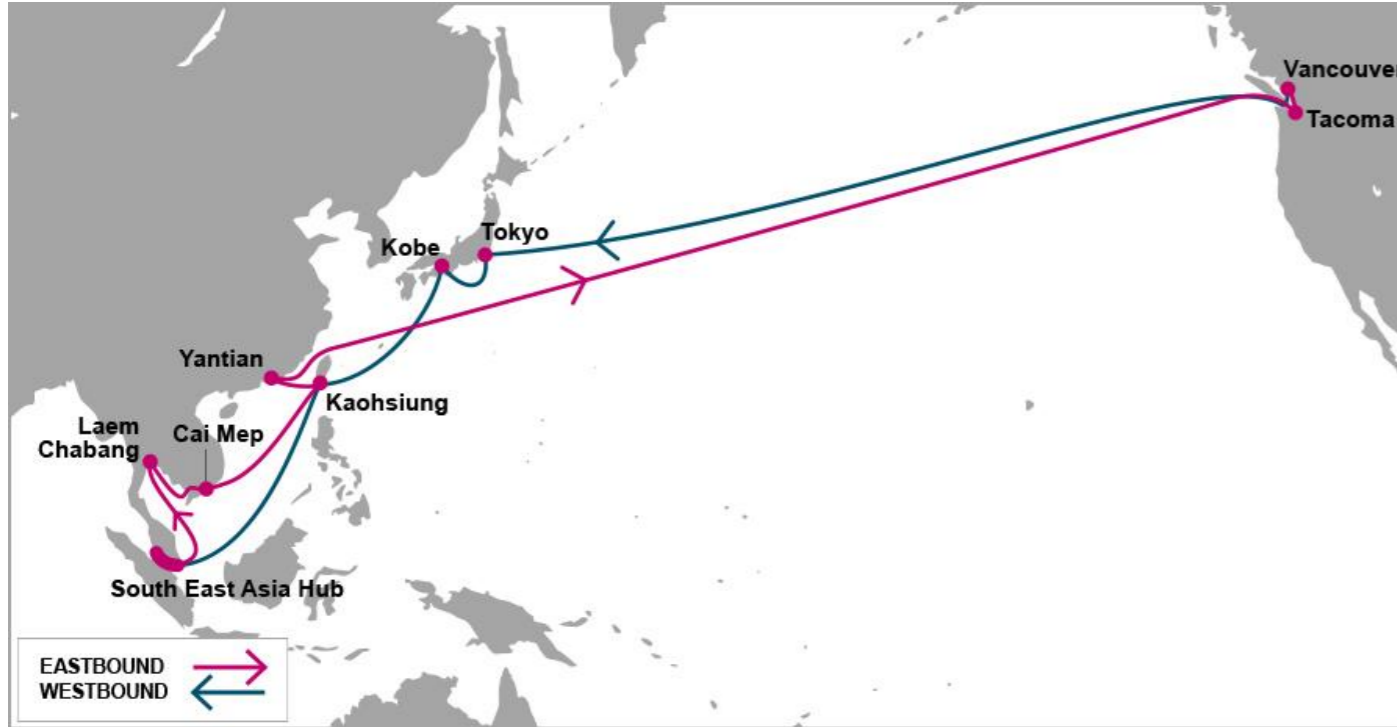 Vancouver
Tacoma
Tokyo
Kobe
Yantian
Kaohsiung
Laem
Chabang
Cai Mep
South East Asia Hub
EASTBOUND
WESTBOUND